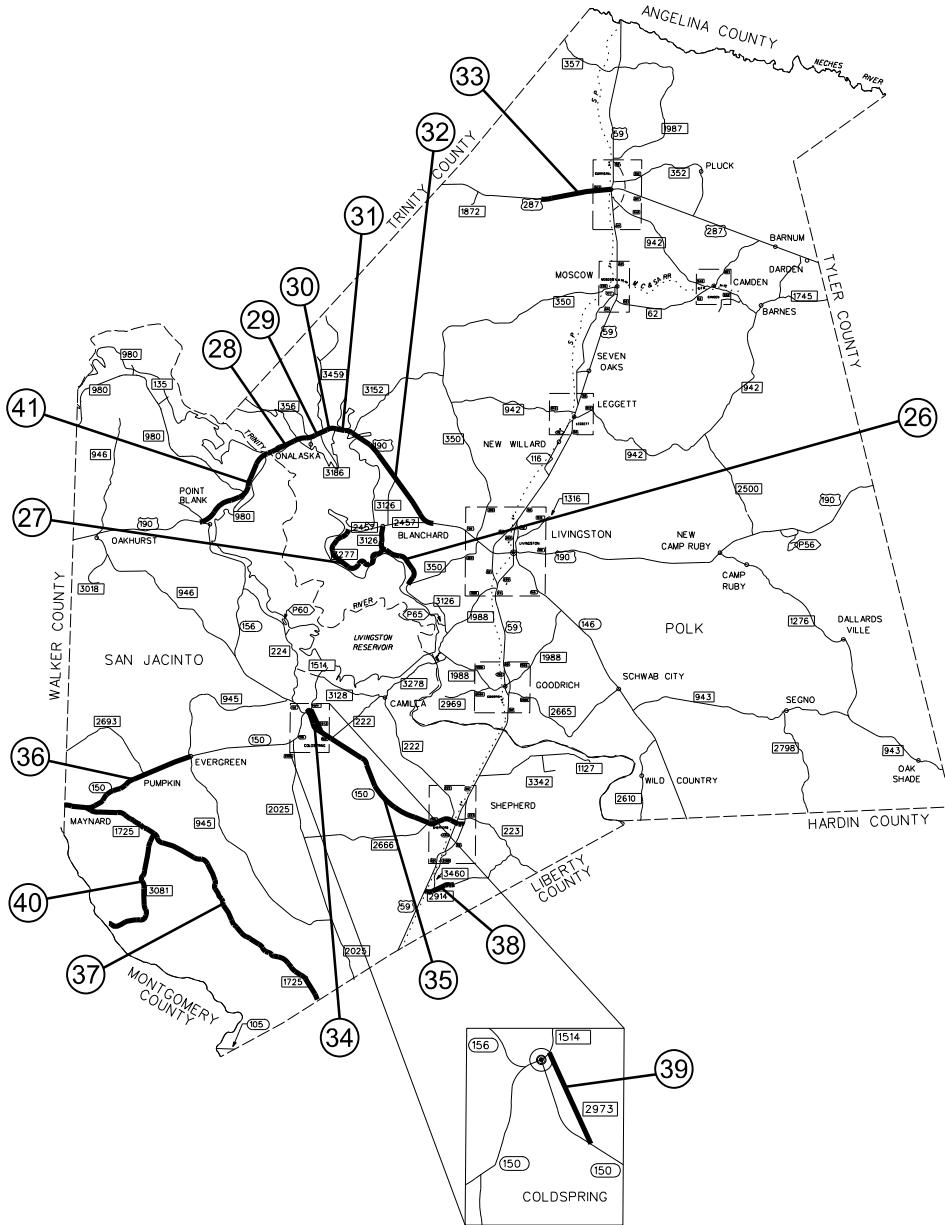 ANGELINA COUNTY
NECHES
RIVER
357
S.P.
33
59
1987
32
TRINITY COUNTY
352
PLUCK
31
1872
287
287
942
BARNUM
DARDEN
30
MOSCOW
M C & SA RR
CAMDEN
TYLER COUNTY
29
350
62
BARNES
1745
28
59
S.P.
980
3459
SEVEN
OAKS
980
135
3152
942
41
356
942
LEGGETT
26
980
TRINITY
190
350
NEW WILLARD
942
946
ONALASKA
3186
116
POINT
BLANK
2500
190
27
980
3126
1316
190
2457
2457
BLANCHARD
LIVINGSTON
NEW
CAMP RUBY
P56
OAKHURST
3126
3277
350
190
CAMP
RUBY
3018
946
3126
WALKER COUNTY
P60
RIVER
P65
1988
156
LIVINGSTON
RESERVOIR
59
146
1276
DALLARDS
VILLE
224
POLK
SAN JACINTO
1514
1988
1988
3278
GOODRICH
SCHWAB CITY
945
3128
CAMILLA
2969
2665
943
SEGNO
2693
222
222
2798
943
36
150
EVERGREEN
COLDSPRING
1127
OAK
SHADE
PUMPKIN
3342
WILD COUNTRY
150
150
2610
MAYNARD
2025
SHEPHERD
HARDIN COUNTY
1725
945
223
2666
LIBERTY
COUNTY
3460
40
3081
2914
59
38
37
2025
35
MONTGOMERY
COUNTY
1725
34
105
156
1514
39
2973
150
150
COLDSPRING